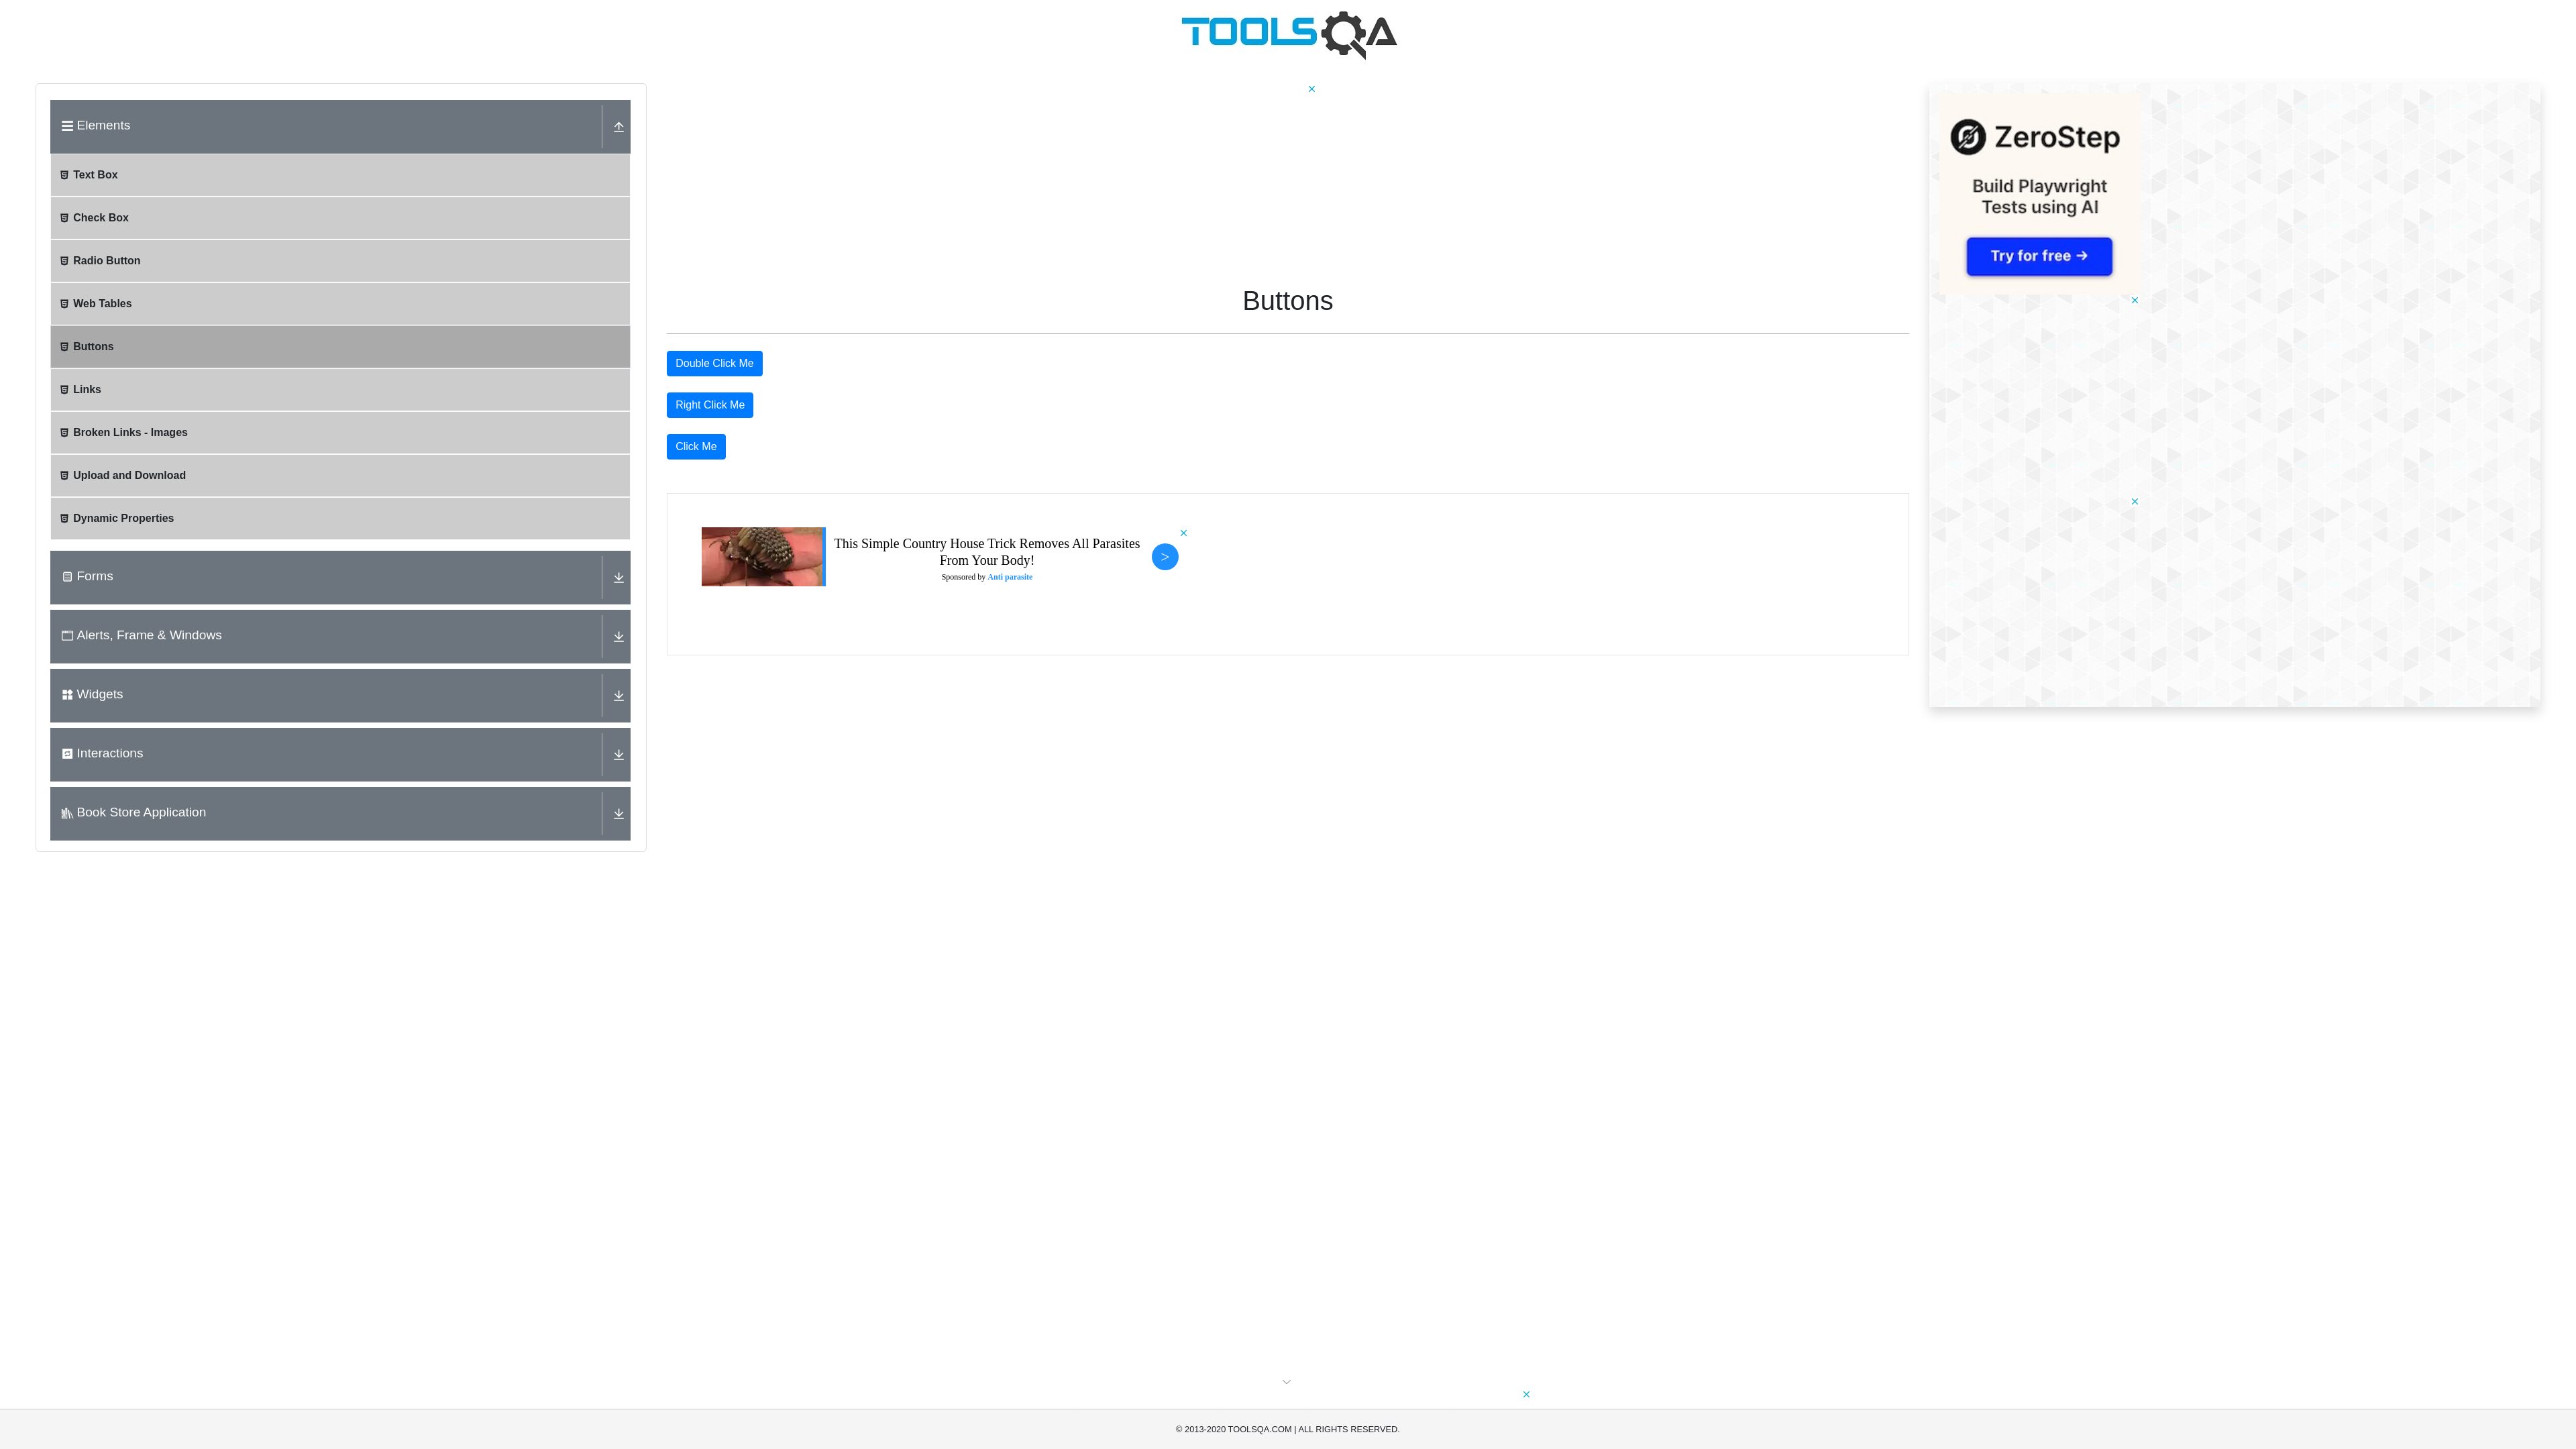 TOOLSQA
Elements
Text Box
Check Box
Radio Button
Web Tables
Buttons
Links
Broken Links - Images
Upload and Download
Dynamic Properties
Forms
Alerts, Frame & Windows
Widgets
Interactions
Book Store Application
Buttons
Double Click Me
Right Click Me
Click Me
This Simple Country House Trick Removes All Parasites
From Your Body!
Sponsored by Anti parasite
>
ZeroStep
Build Playwright
Tests using AI
Try for free →
© 2013-2020 TOOLSQA.COM | ALL RIGHTS RESERVED.